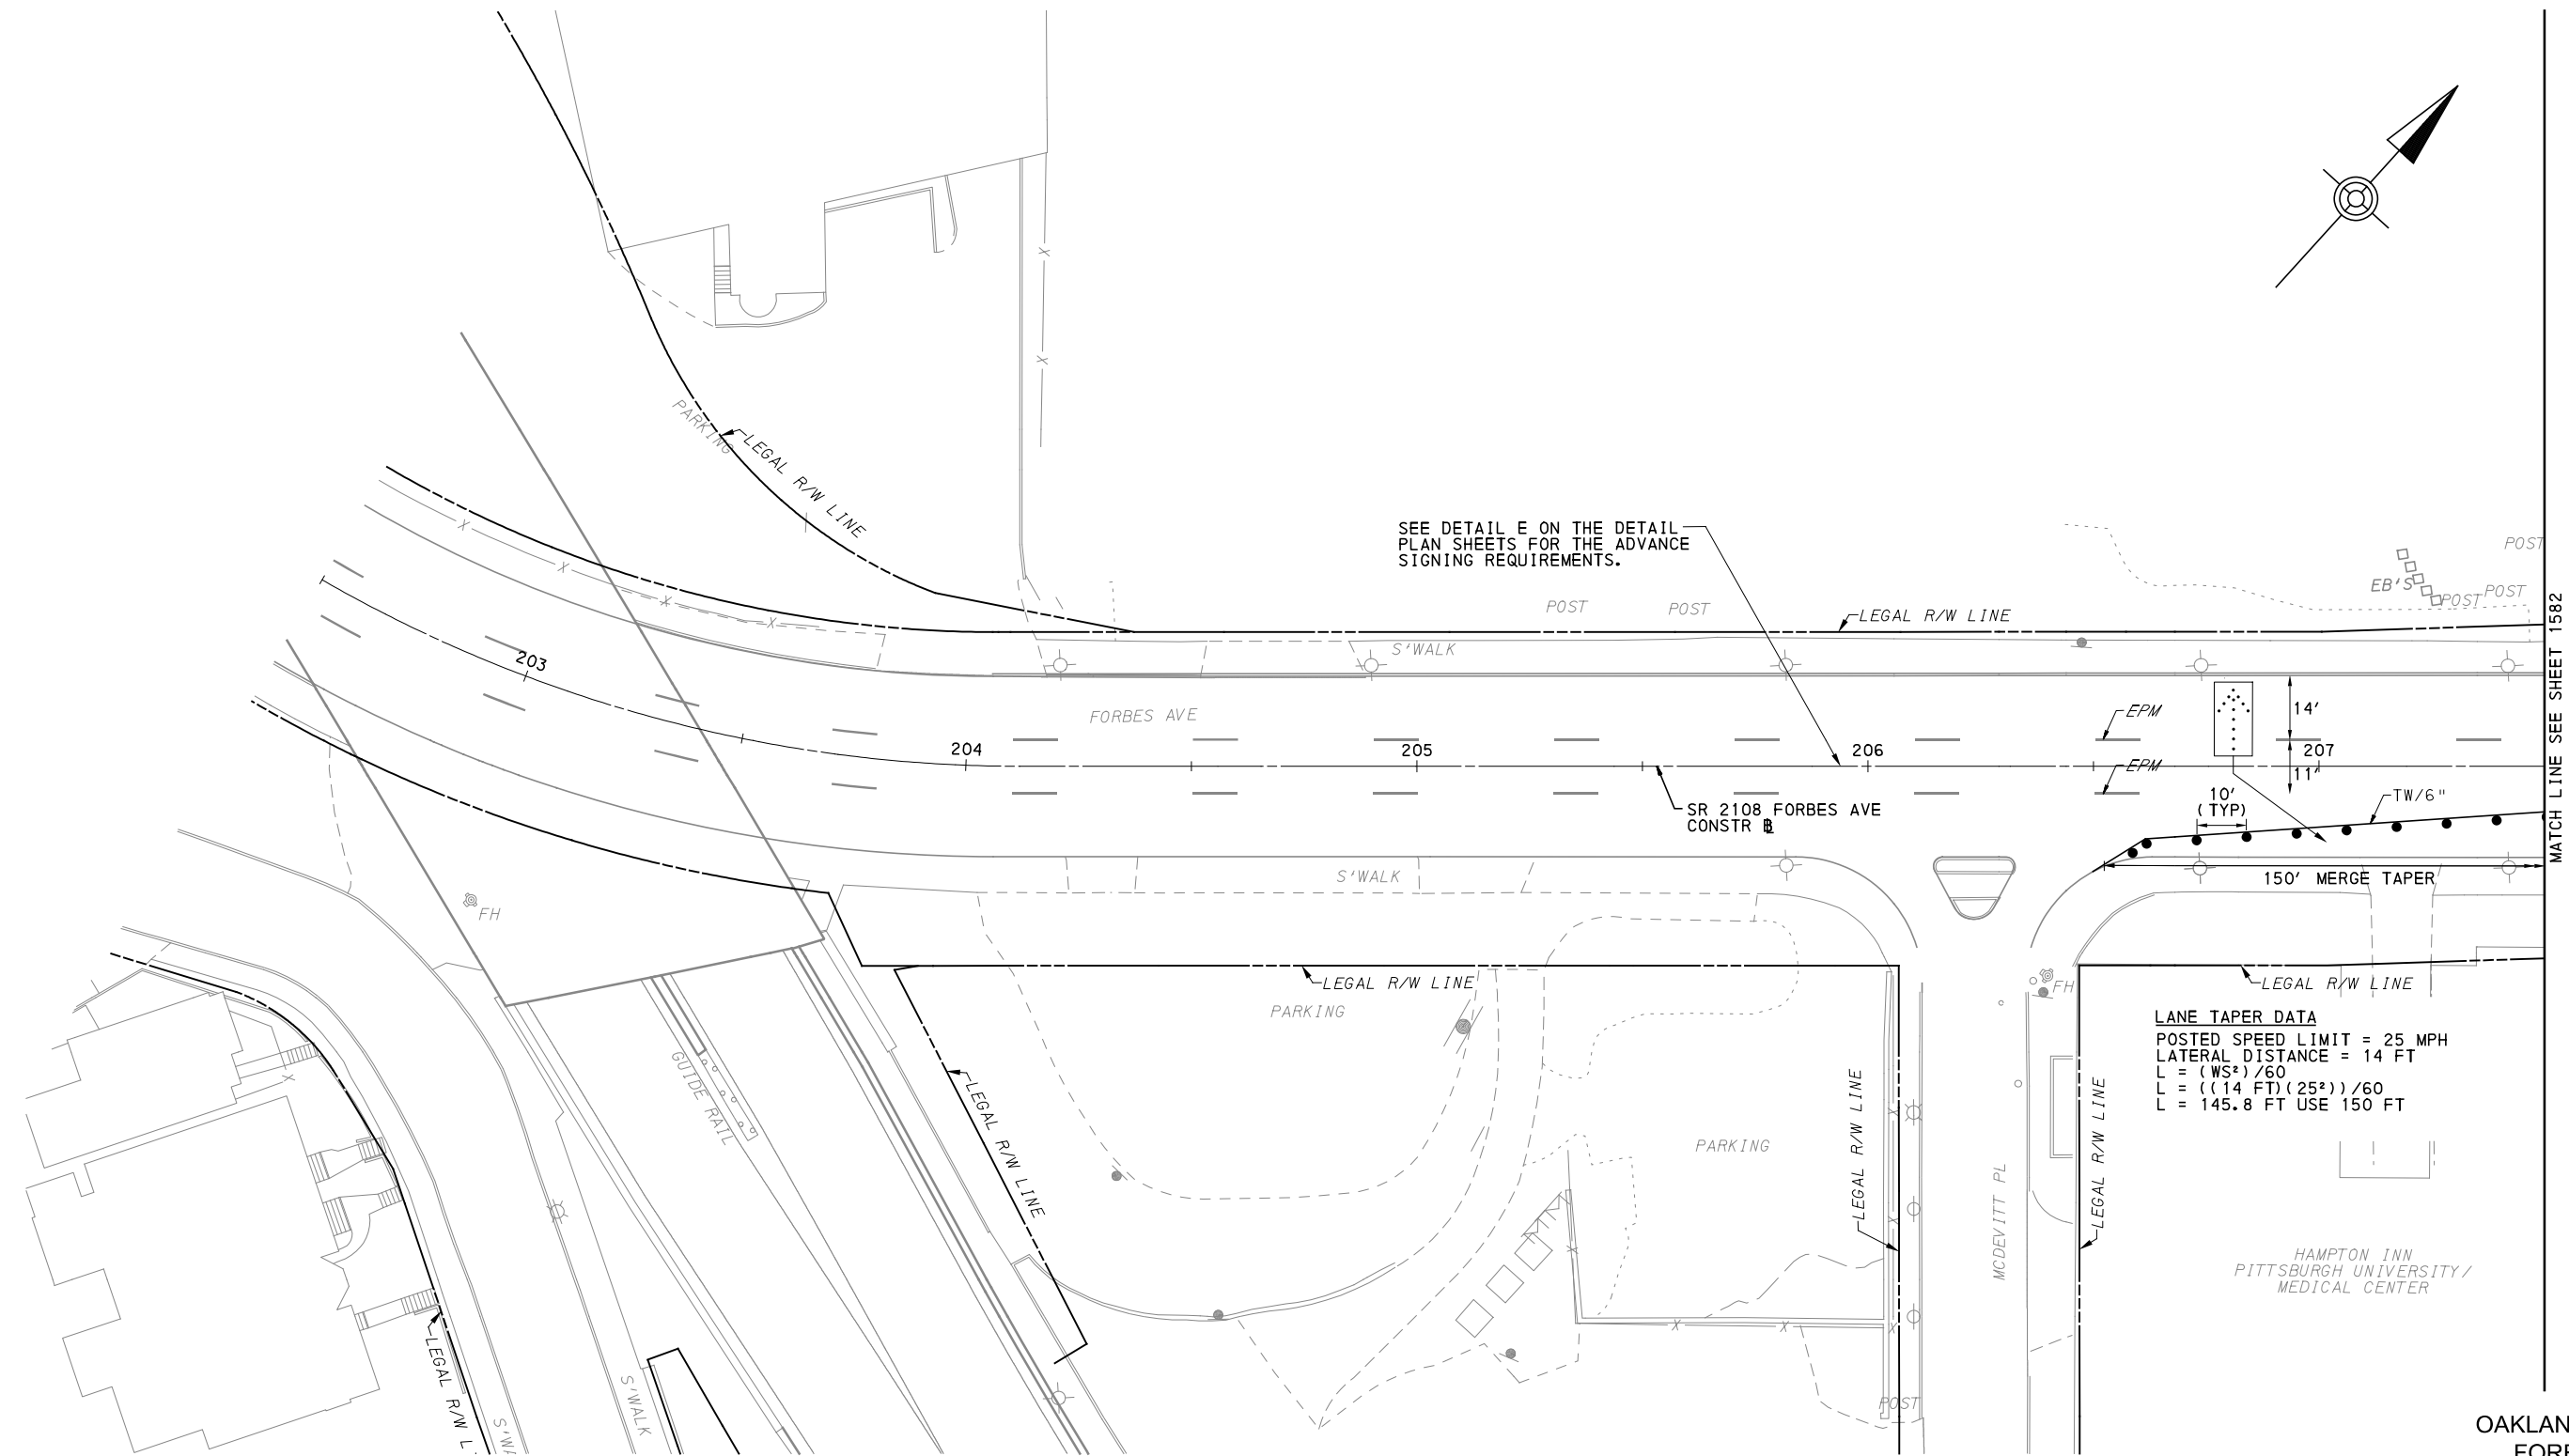 PARKING
LEGAL R/W LINE
SEE DETAIL E ON THE DETAIL
PLAN SHEETS FOR THE ADVANCE
SIGNING REQUIREMENTS.
POST
POST
POST
EB'S
POST
POST
LEGAL R/W LINE
S'WALK
MATCH LINE SEE SHEET 1582
203
FORBES AVE
204
205
206
207
EPM
EPM
14'
11'
SR 2108 FORBES AVE
CONSTR BL
10'
(TYP)
TW/6"
150' MERGE TAPER
S'WALK
FH
LEGAL R/W LINE
PARKING
FH
LEGAL R/W LINE
LANE TAPER DATA
POSTED SPEED LIMIT = 25 MPH
LATERAL DISTANCE = 14 FT
L = (WS²)/60
L = ((14 FT)(25²))/60
L = 145.8 FT USE 150 FT
GUIDE RAIL
LEGAL R/W LINE
PARKING
LEGAL R/W LINE
LEGAL R/W LINE
MCDEVITT PL
HAMPTON INN
PITTSBURGH UNIVERSITY/
MEDICAL CENTER
LEGAL R/W
S'WALK
POST